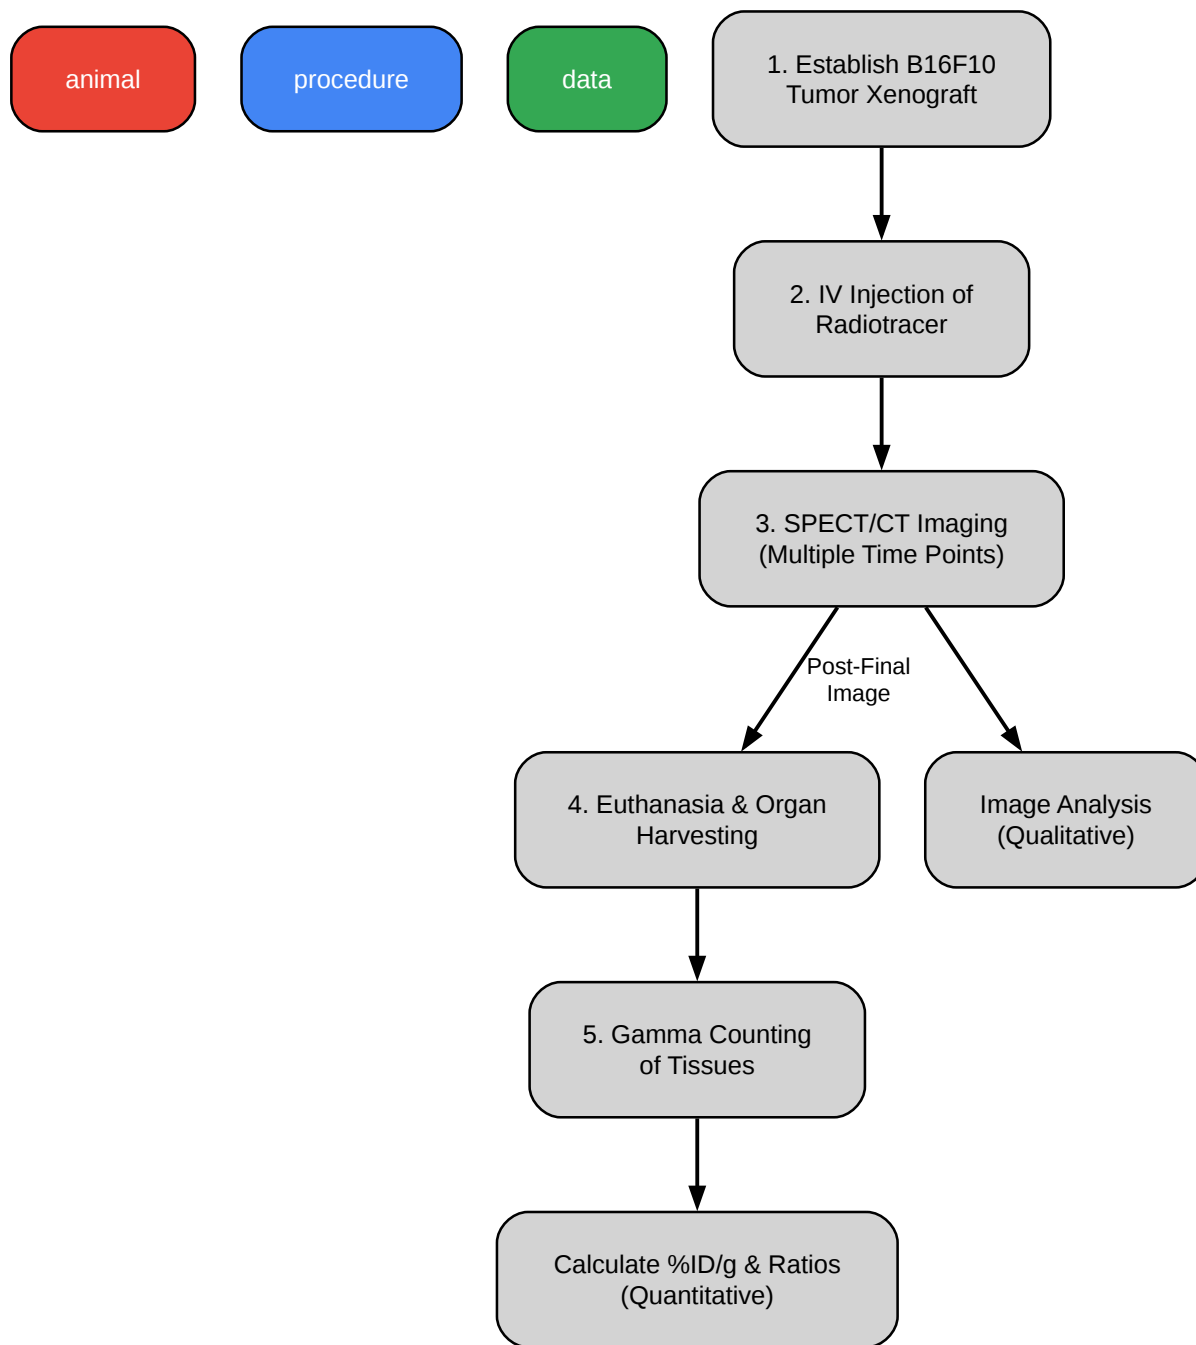 animal
procedure
data
1. Establish B16F10
Tumor Xenograft
2. IV Injection of
Radiotracer
3. SPECT/CT Imaging
(Multiple Time Points)
Post-Final
Image
4. Euthanasia & Organ
Harvesting
Image Analysis
(Qualitative)
5. Gamma Counting
of Tissues
Calculate %ID/g & Ratios
(Quantitative)